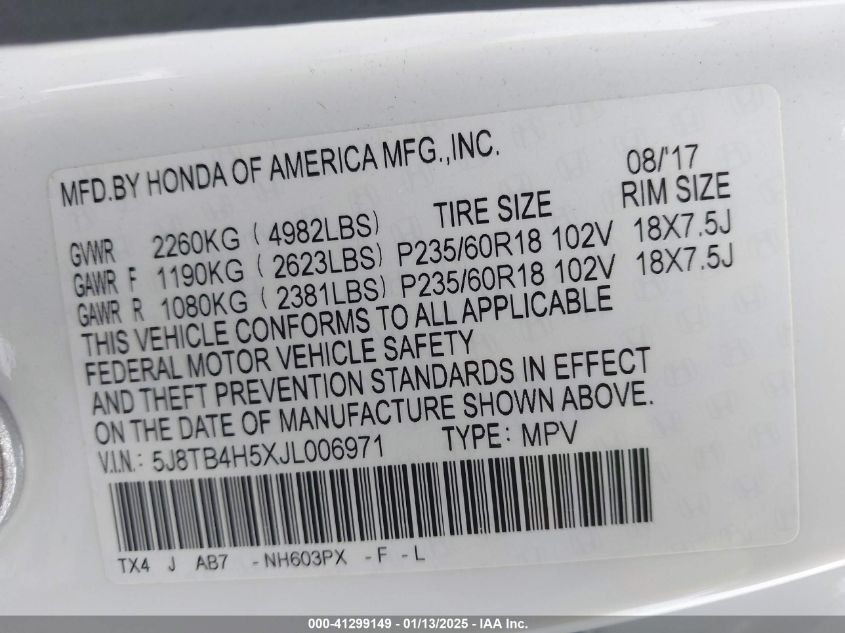 MFD.BY HONDA OF AMERICA MFG.,INC. 08/'17
TIRE SIZE RIM SIZE
GVWR 2260KG ( 4982LBS)
GAWR F 1190KG ( 2623LBS) P235/60R18 102V 18X7.5J
GAWR R 1080KG ( 2381LBS) P235/60R18 102V 18X7.5J
THIS VEHICLE CONFORMS TO ALL APPLICABLE
FEDERAL MOTOR VEHICLE SAFETY
AND THEFT PREVENTION STANDARDS IN EFFECT
ON THE DATE OF MANUFACTURE SHOWN ABOVE.
V.I.N.: 5J8TB4H5XJL006971 TYPE: MPV
TX4 J AB7 -NH603PX -F -L
000-41299149 — 01/13/2025 - IAA Inc.